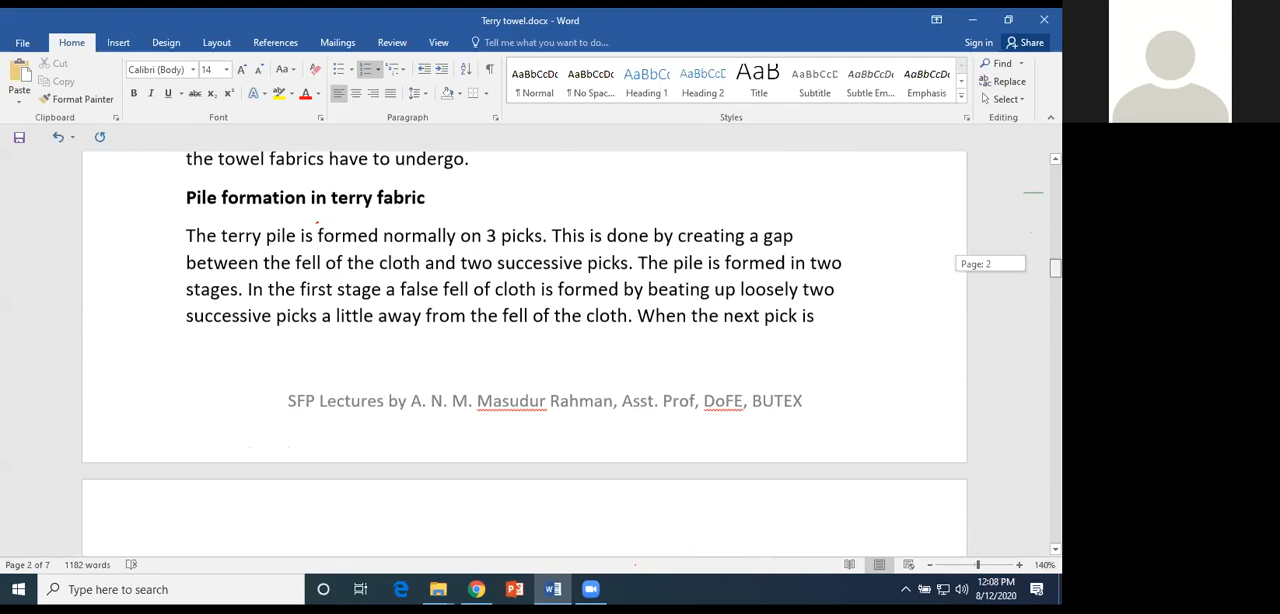 Terry towel.docx - Word
File Home Insert Design Layout References Mailings Review View Tell me what you want to do... Sign in Share
Paste Cut Copy Format Painter
Calibri (Body) 14 Aa
B I U abc x₂ x² A A
AaBbCcDc AaBbCcDc AaBbCc AaBbCcD AaB AaBbCcDc AaBbCcDc AaBbCcDc
¶ Normal ¶ No Spac... Heading 1 Heading 2 Title Subtitle Subtle Em... Emphasis
Find Replace Select
Clipboard Font Paragraph Styles Editing
the towel fabrics have to undergo.
Pile formation in terry fabric
The terry pile is formed normally on 3 picks. This is done by creating a gap
between the fell of the cloth and two successive picks. The pile is formed in two
stages. In the first stage a false fell of cloth is formed by beating up loosely two
successive picks a little away from the fell of the cloth. When the next pick is
Page: 2
SFP Lectures by A. N. M. Masudur Rahman, Asst. Prof, DoFE, BUTEX
Page 2 of 7 1182 words 140%
Type here to search
12:08 PM
8/12/2020